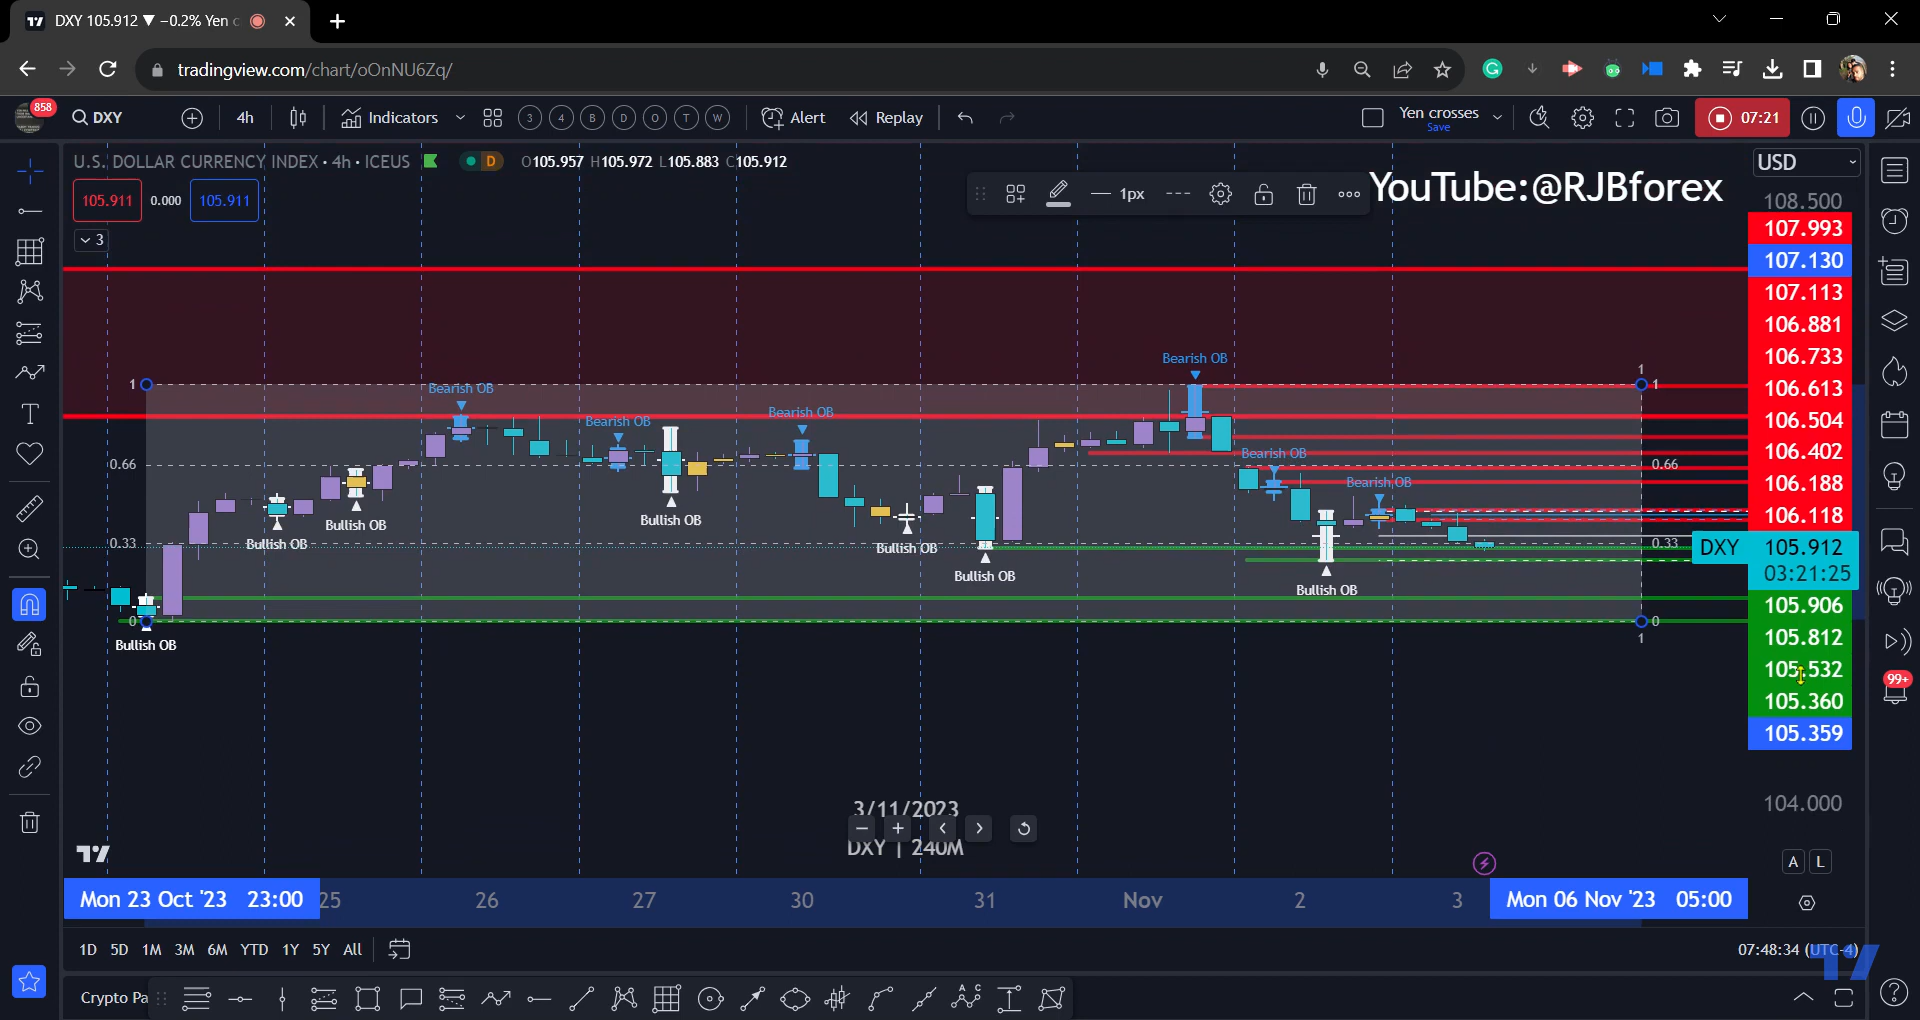 DXY 105.912 ▼ −0.2% Yen c
tradingview.com/chart/oOnNU6Zq/
858
DXY
4h
Indicators
3 4 B D O T W
Alert
Replay
Yen crosses
Save
07:21
U.S. DOLLAR CURRENCY INDEX · 4h · ICEUS
D
O105.957 H105.972 L105.883 C105.912
105.911
0.000
105.911
3
1px
YouTube:@RJBforex
USD
108.500
107.993
107.130
107.113
106.881
106.733
106.613
106.504
106.402
106.188
106.118
DXY 105.912
03:21:25
105.906
105.812
105.532
105.360
105.359
104.000
Bearish OB
1
1
1
Bearish OB
Bearish OB
Bearish OB
Bearish OB
Bearish OB
0.66
0.66
Bullish OB
Bullish OB
Bullish OB
Bullish OB
Bullish OB
Bullish OB
0.33
0.33
0
0
1
Bullish OB
99+
3/11/2023
DXY | 240M
A L
Mon 23 Oct '23 23:00
25
26
27
30
31
Nov
2
3
Mon 06 Nov '23 05:00
1D 5D 1M 3M 6M YTD 1Y 5Y All
07:48:34 (UTC-4)
Crypto Pa
A C
B